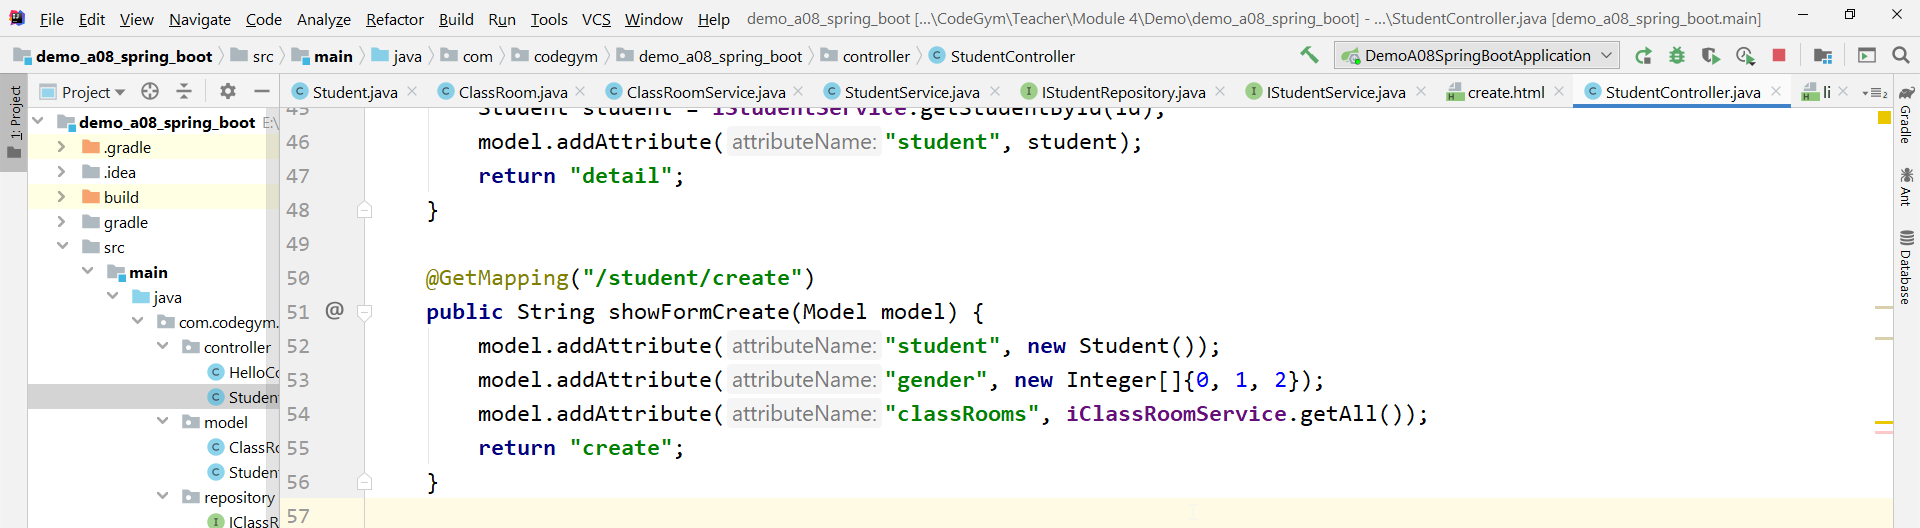 File Edit View Navigate Code Analyze Refactor Build Run Tools VCS Window Help demo_a08_spring_boot [...\CodeGym\Teacher\Module 4\Demo\demo_a08_spring_boot] - ...\StudentController.java [demo_a08_spring_boot.main]
demo_a08_spring_boot src main java com codegym demo_a08_spring_boot controller StudentController DemoA08SpringBootApplication
Project Student.java ClassRoom.java ClassRoomService.java StudentService.java IStudentRepository.java IStudentService.java create.html StudentController.java li 2
1: Project
demo_a08_spring_boot E:\
.gradle
.idea
build
gradle
src
main
java
com.codegym.
controller
HelloCo
Student
model
ClassRo
Student
repository
IClassR
45 Student student = iStudentService.getStudentById(id);
46 model.addAttribute( attributeName: "student", student);
47 return "detail";
48 }
49
50 @GetMapping("/student/create")
51 @ public String showFormCreate(Model model) {
52 model.addAttribute( attributeName: "student", new Student());
53 model.addAttribute( attributeName: "gender", new Integer[]{0, 1, 2});
54 model.addAttribute( attributeName: "classRooms", iClassRoomService.getAll());
55 return "create";
56 }
57
Gradle
Ant
Database